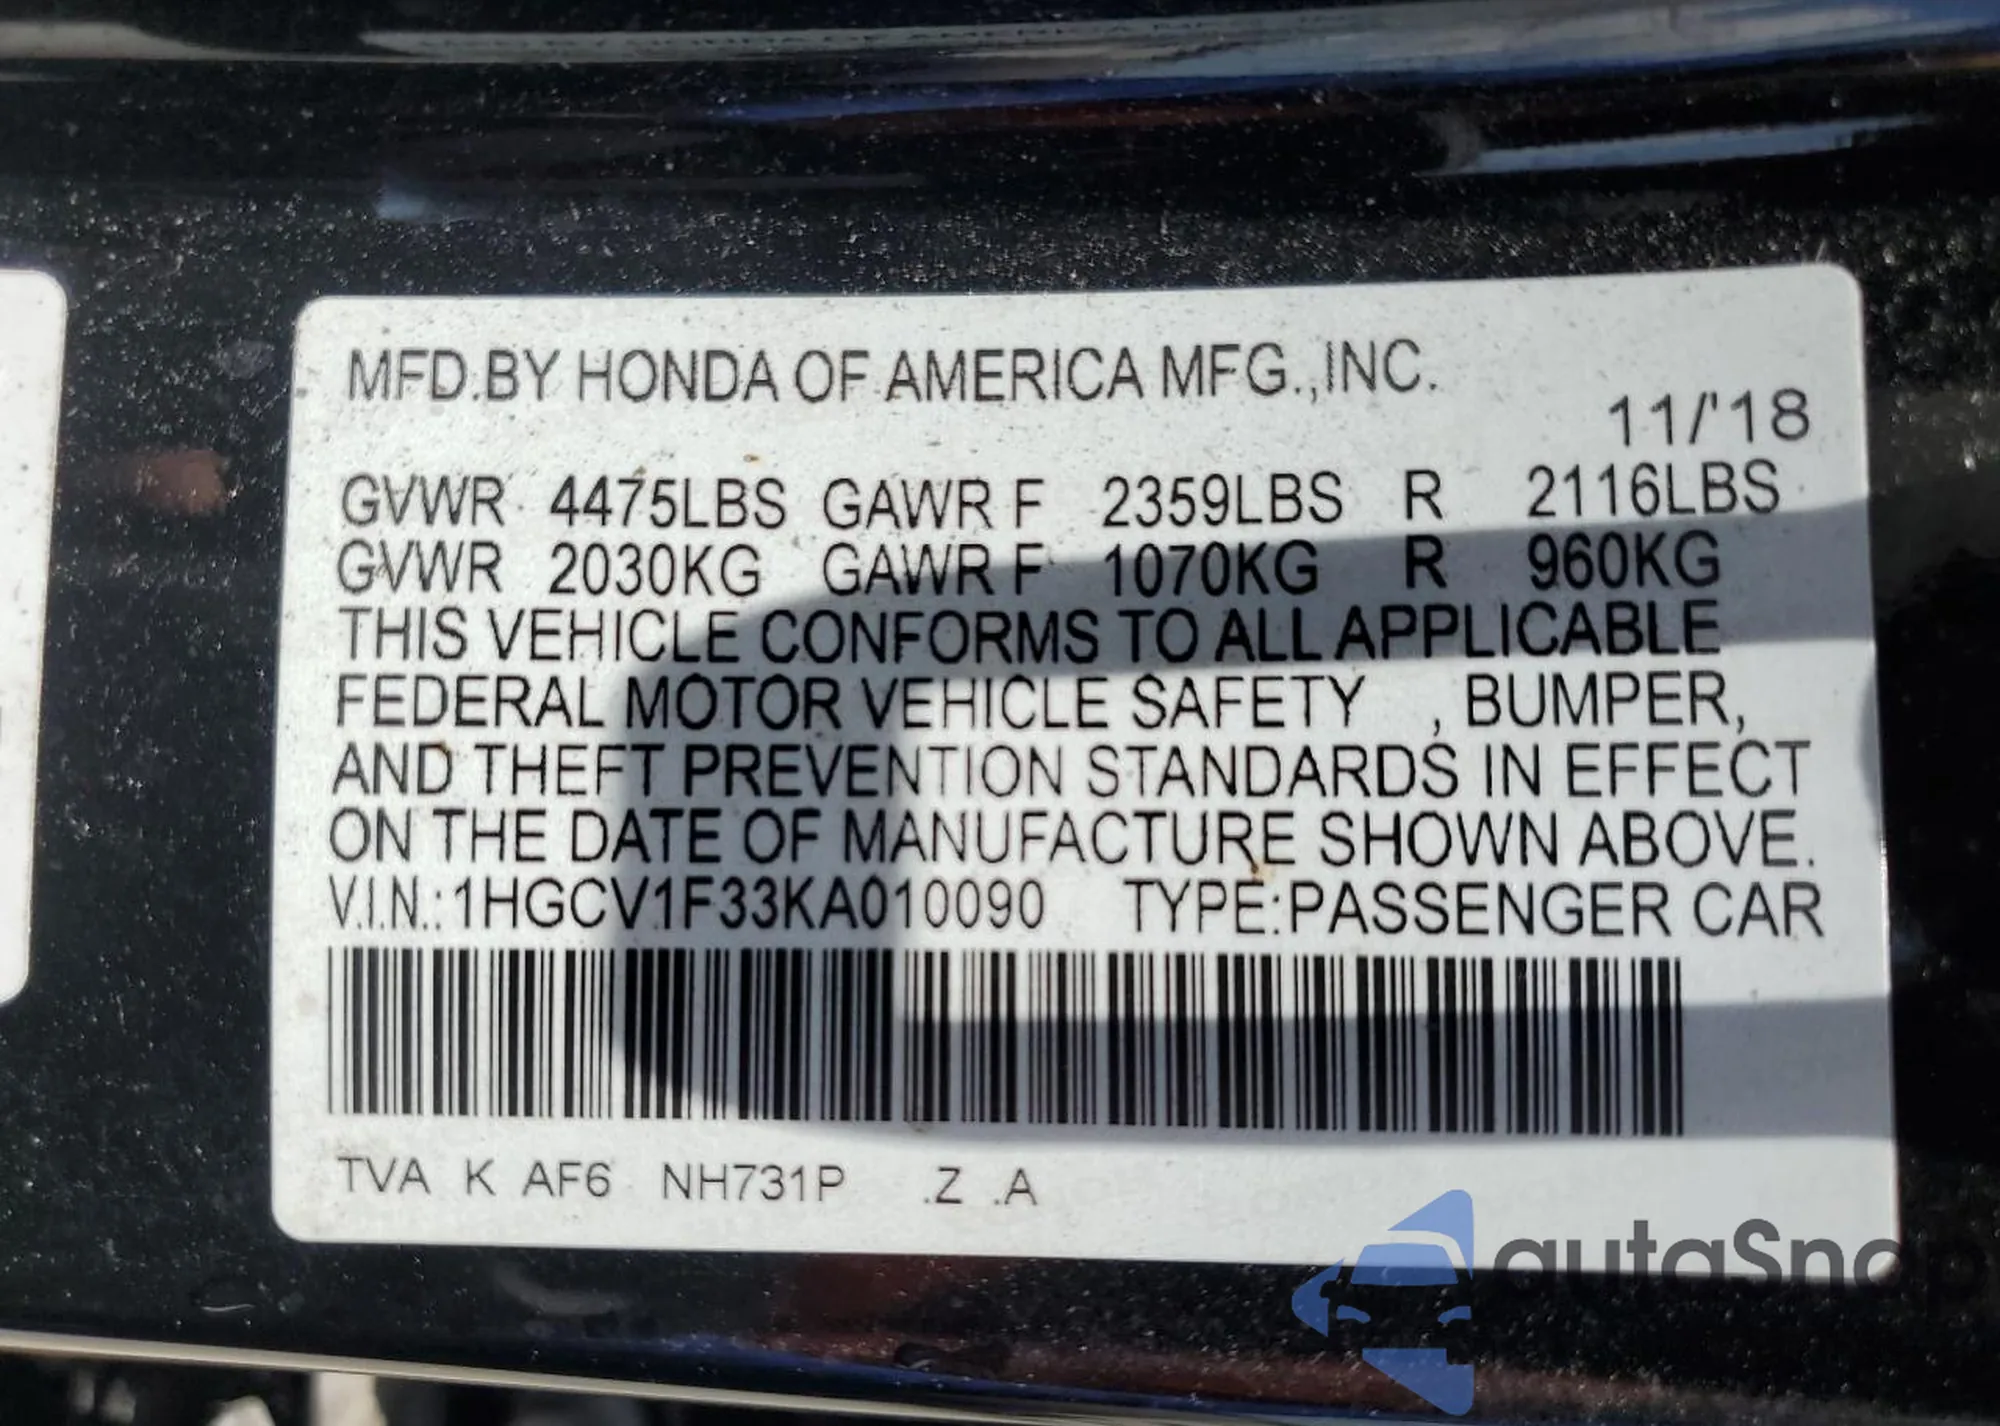 MFD.BY HONDA OF AMERICA MFG.,INC.
11/'18
GVWR 4475LBS GAWR F 2359LBS R 2116LBS
GVWR 2030KG GAWR F 1070KG R 960KG
THIS VEHICLE CONFORMS TO ALL APPLICABLE
FEDERAL MOTOR VEHICLE SAFETY , BUMPER,
AND THEFT PREVENTION STANDARDS IN EFFECT
ON THE DATE OF MANUFACTURE SHOWN ABOVE.
V.I.N.:1HGCV1F33KA010090 TYPE:PASSENGER CAR
TVA K AF6 NH731P .Z .A
autaSnap